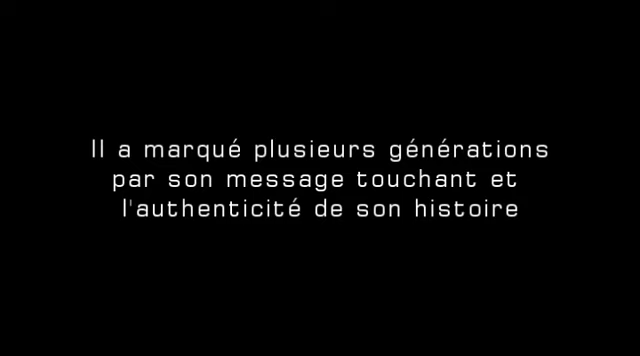 Il a marqué plusieurs générations
par son message touchant et
l'authenticité de son histoire